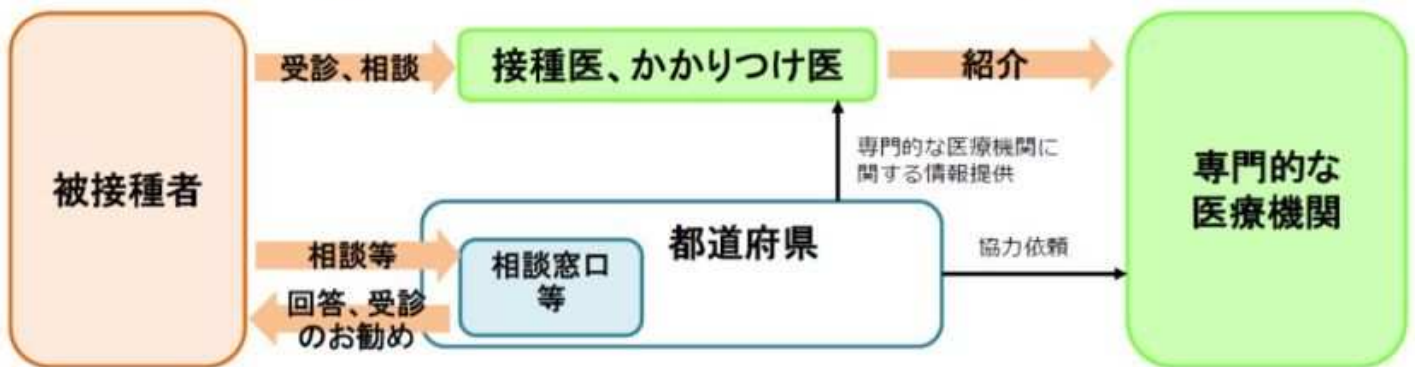 被接種者
受診、相談
接種医、かかりつけ医
紹介
専門的な
医療機関
専門的な医療機関に
関する情報提供
都道府県
相談等
相談窓口
等
回答、受診
のお勧め
協力依頼